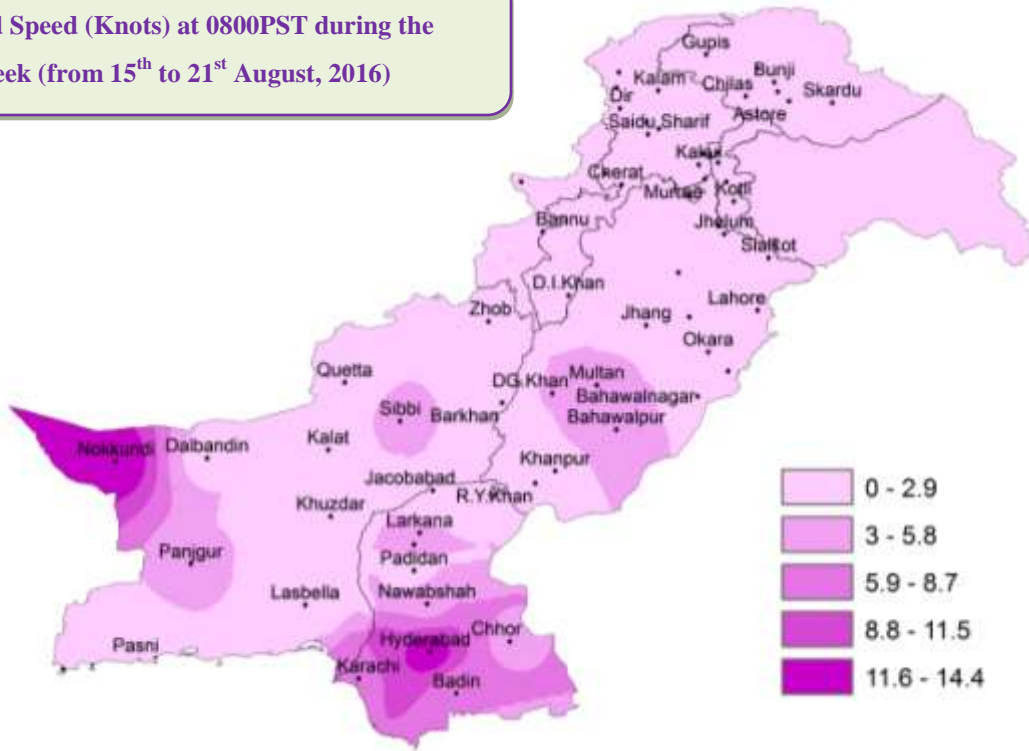 Speed (Knots) at 0800PST during the
(from 15th to 21st August, 2016)
Gupis
Kalam
Chilas
Bunji
Skardu
Dir
Astore
Saidu Sharif
Kakul
Cherat
Murree
Kotli
Bannu
Jhelum
Sialkot
D.I.Khan
Zhob
Lahore
Jhang
Okara
Quetta
DG.Khan
Multan
Bahawalnagar
Sibbi
Barkhan
Bahawalpur
Nokkundi
Dalbandin
Kalat
Khanpur
Jacobabad
R.Y.Khan
Khuzdar
Larkana
Panjgur
Padidan
Lasbella
Nawabshah
Pasni
Hyderabad
Chhor
Karachi
Badin
0 - 2.9
3 - 5.8
5.9 - 8.7
8.8 - 11.5
11.6 - 14.4